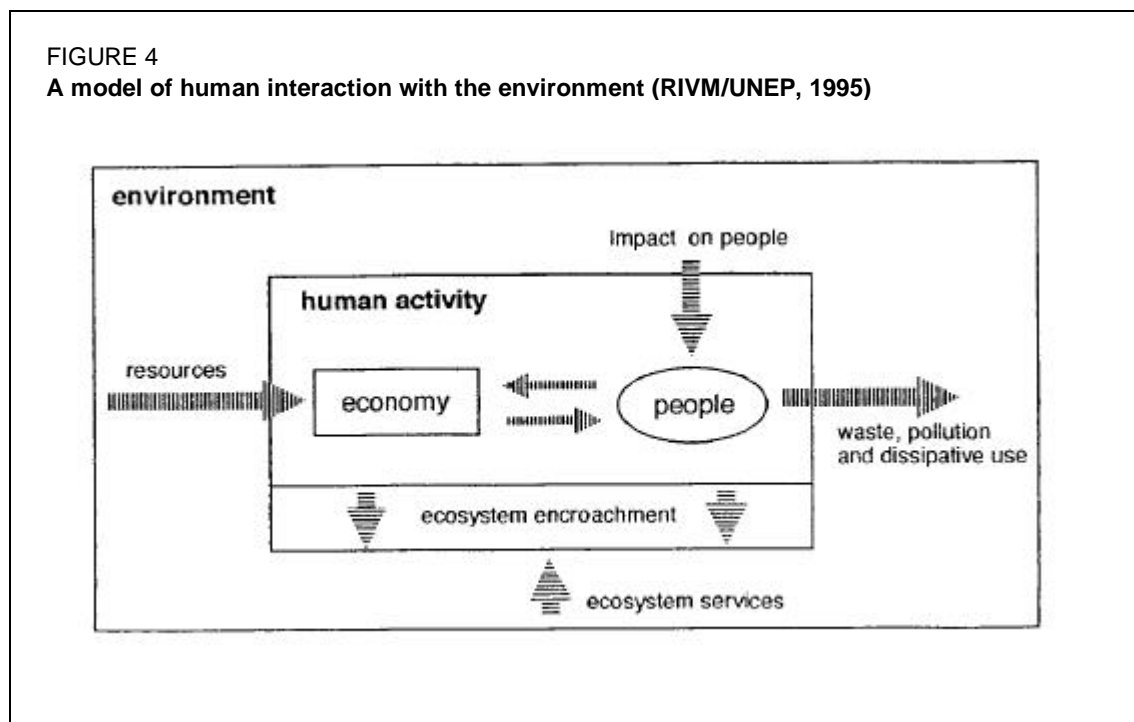 FIGURE 4
A model of human interaction with the environment (RIVM/UNEP, 1995)
environment
Impact on people
human activity
resources
economy
people
waste, pollution
and dissipative use
ecosystem encroachment
ecosystem services